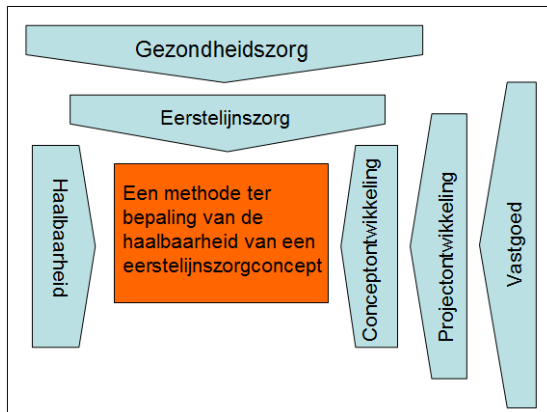 Gezondheidszorg
Eerstelijnszorg
Haalbaarheid
Een methode ter
bepaling van de
haalbaarheid van een
eerstelijnszorgconcept
Conceptontwikkeling
Projectontwikkeling
Vastgoed